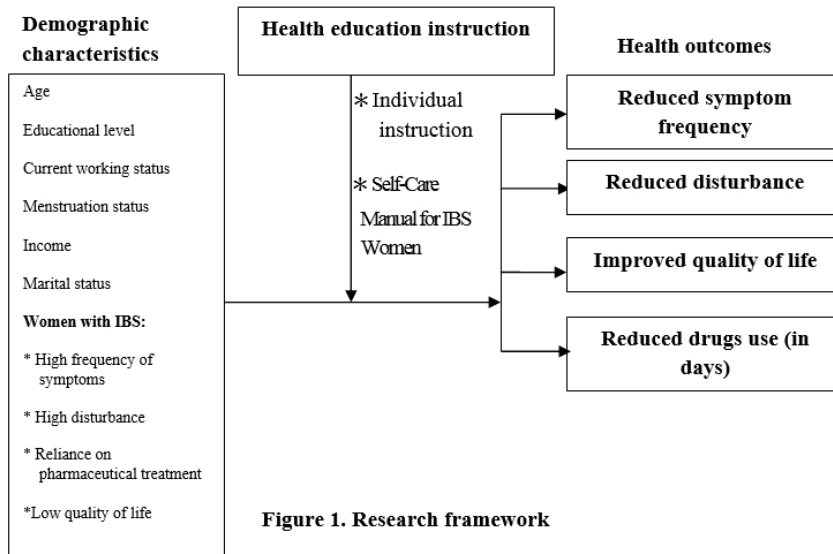 Demographic
characteristics
Age
Educational level
Current working status
Menstruation status
Income
Marital status
Women with IBS:
* High frequency of
symptoms
* High disturbance
* Reliance on
pharmaceutical treatment
*Low quality of life
Health education instruction
* Individual
instruction
* Self-Care
Manual for IBS
Women
Health outcomes
Reduced symptom
frequency
Reduced disturbance
Improved quality of life
Reduced drugs use (in
days)
Figure 1. Research framework